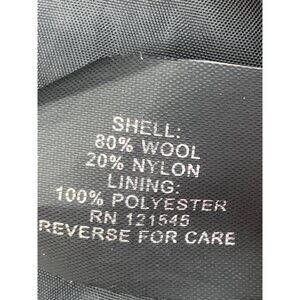 SHELL:
80% WOOL
20% NYLON
LINING:
100% POLYESTER
RN 121545
REVERSE FOR CARE